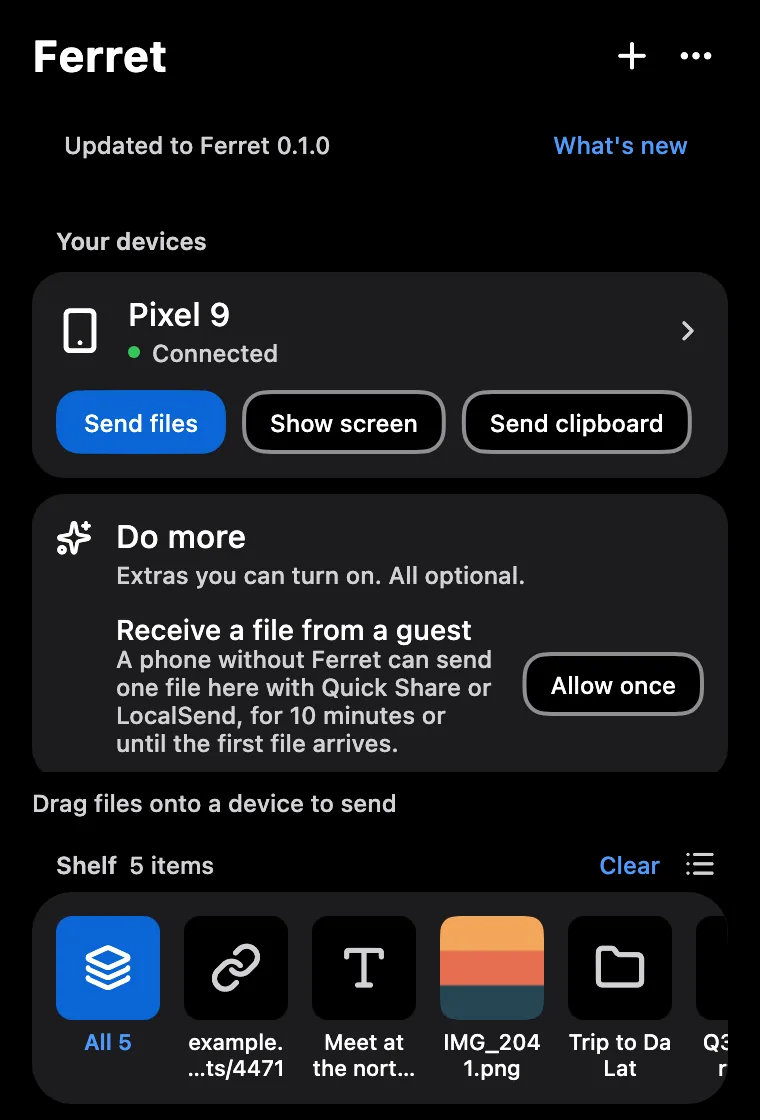 Ferret
Updated to Ferret 0.1.0
What's new
Your devices
Pixel 9
Connected
Send files
Show screen
Send clipboard
Do more
Extras you can turn on. All optional.
Receive a file from a guest
A phone without Ferret can send
one file here with Quick Share or
LocalSend, for 10 minutes or
until the first file arrives.
Allow once
Drag files onto a device to send
Shelf 5 items
Clear
All 5
example.
...ts/4471
Meet at
the nort...
IMG_204
1.png
Trip to Da
Lat